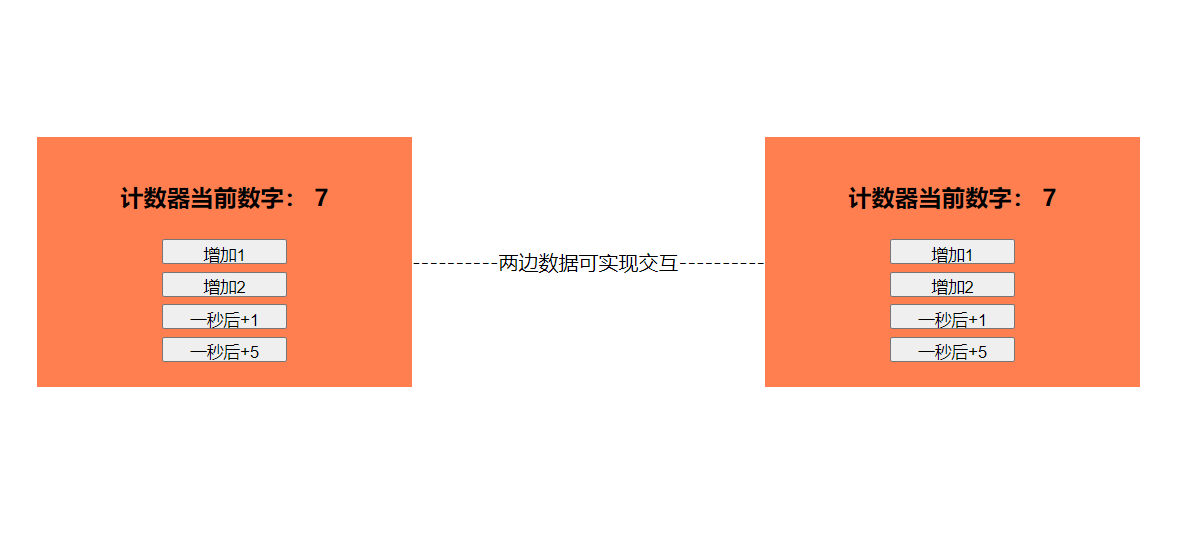 计数器当前数字： 7
增加1
增加2
一秒后+1
一秒后+5
----------两边数据可实现交互----------
计数器当前数字： 7
增加1
增加2
一秒后+1
一秒后+5